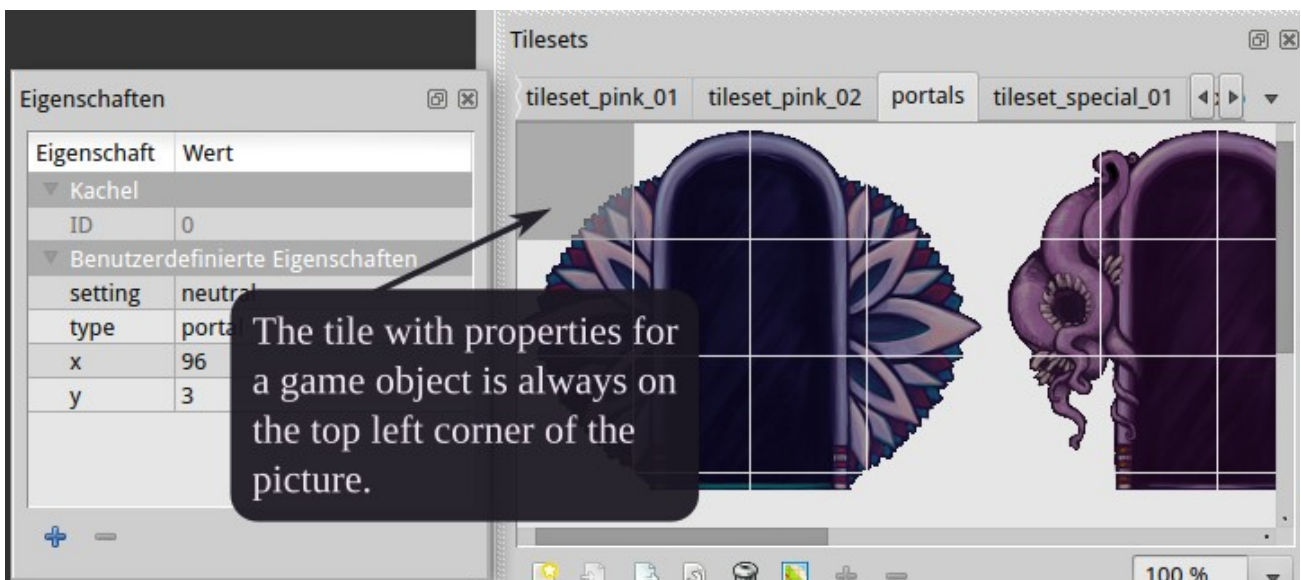 Tilesets
Eigenschaften
tileset_pink_01 tileset_pink_02 portals tileset_special_01
Eigenschaft Wert
Kachel
ID 0
Benutzerdefinierte Eigenschaften
setting neutral
type portal
x 96
y 3
The tile with properties for
a game object is always on
the top left corner of the
picture.
100 %